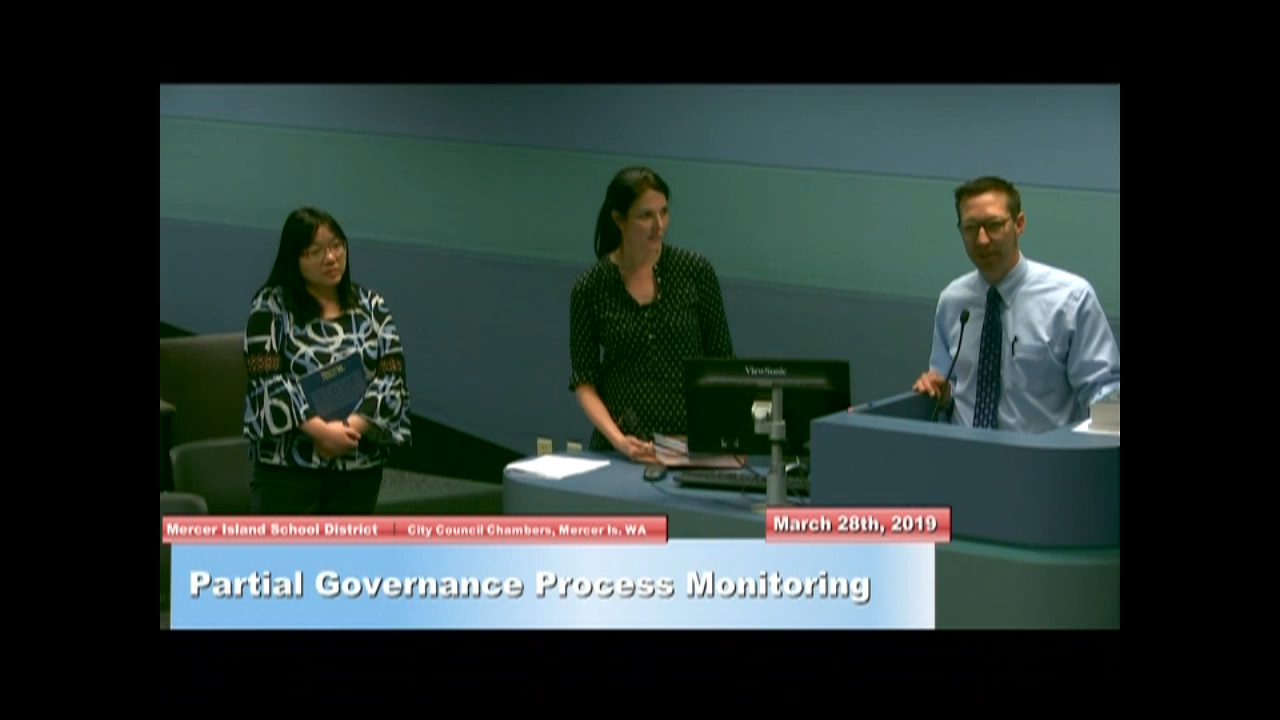 ViewSonic
Mercer Island School District | City Council Chambers, Mercer Is. WA
March 28th, 2019
Partial Governance Process Monitoring